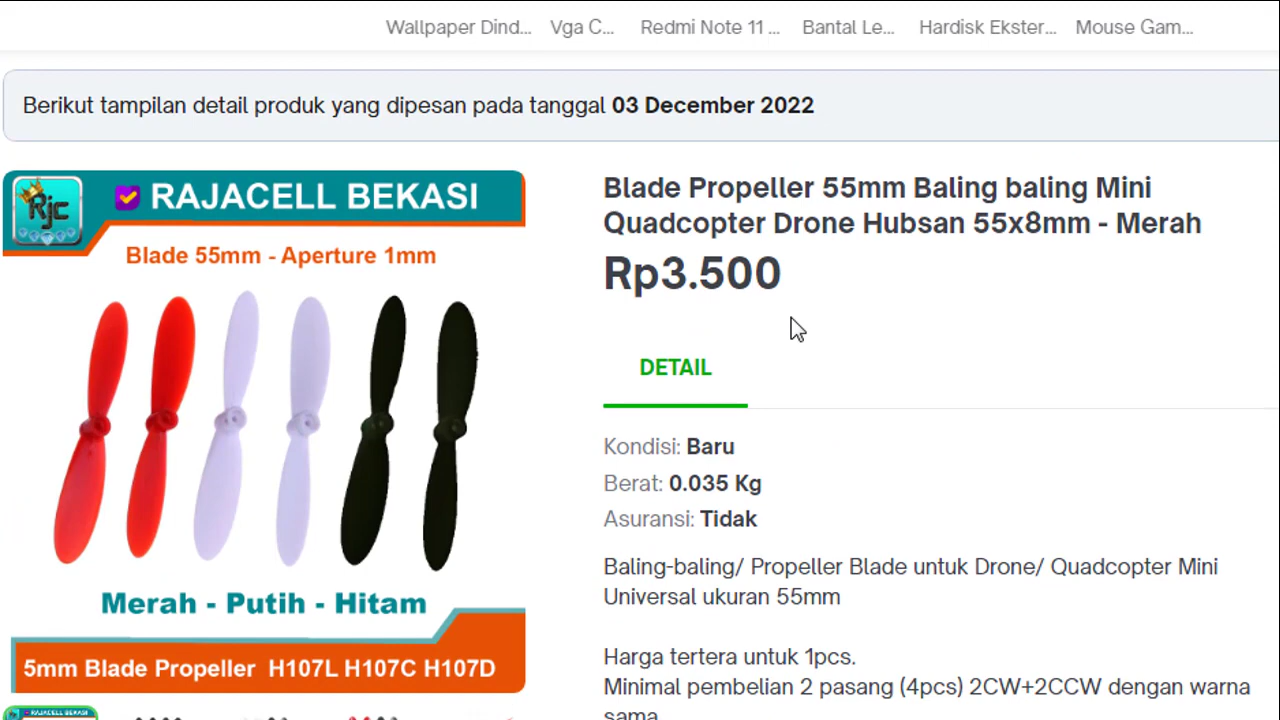 Wallpaper Dind... Vga C... Redmi Note 11 ... Bantal Le... Hardisk Ekster... Mouse Gam...
Berikut tampilan detail produk yang dipesan pada tanggal 03 December 2022
Rjc
RAJACELL BEKASI
Blade 55mm - Aperture 1mm
Merah - Putih - Hitam
5mm Blade Propeller H107L H107C H107D
RAJACELL BEKASI
Blade Propeller 55mm Baling baling Mini
Quadcopter Drone Hubsan 55x8mm - Merah
Rp3.500
DETAIL
Kondisi: Baru
Berat: 0.035 Kg
Asuransi: Tidak
Baling-baling/ Propeller Blade untuk Drone/ Quadcopter Mini
Universal ukuran 55mm
Harga tertera untuk 1pcs.
Minimal pembelian 2 pasang (4pcs) 2CW+2CCW dengan warna
sama